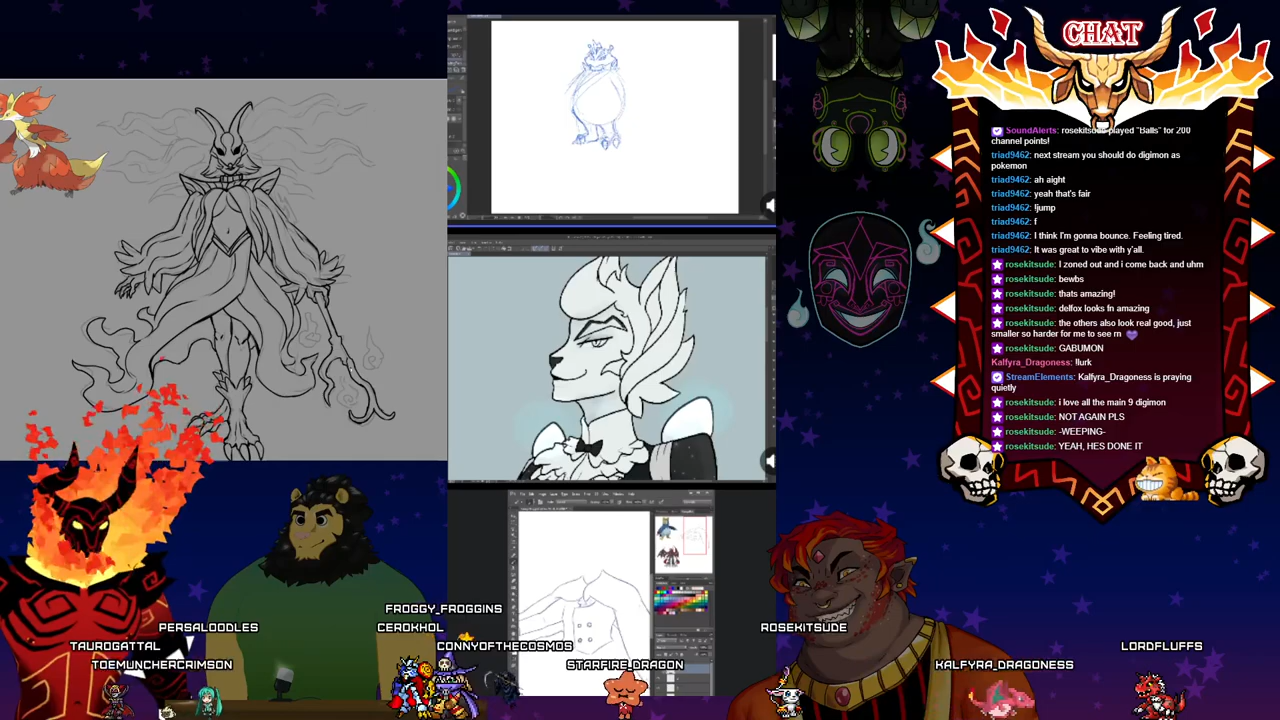 CHAT
SoundAlerts: rosekitsude played "Balls" for 200
channel points!
triad9462: next stream you should do digimon as
pokemon
triad9462: ah aight
triad9462: yeah that's fair
triad9462: !jump
triad9462: f
triad9462: I think I'm gonna bounce. Feeling tired.
triad9462: It was great to vibe with y'all.
rosekitsude: I zoned out and i come back and uhm
rosekitsude: bewbs
rosekitsude: thats amazing!
rosekitsude: delfox looks fn amazing
rosekitsude: the others also look real good, just
smaller so harder for me to see rn
rosekitsude: GABUMON
Kalfyra_Dragoness: !lurk
StreamElements: Kalfyra_Dragoness is praying
quietly
rosekitsude: i love all the main 9 digimon
rosekitsude: NOT AGAIN PLS
rosekitsude: -WEEPING-
rosekitsude: YEAH, HES DONE IT
FROGGY_FROGGINS
PERSALOODLES
CEROKHOL
ROSEKITSUDE
TAUROGATTAL
CONNYOFTHECOSMOS
LORDFLUFFS
TOEMUNCHERCRIMSON
STARFIRE_DRAGON
KALFYRA_DRAGONESS